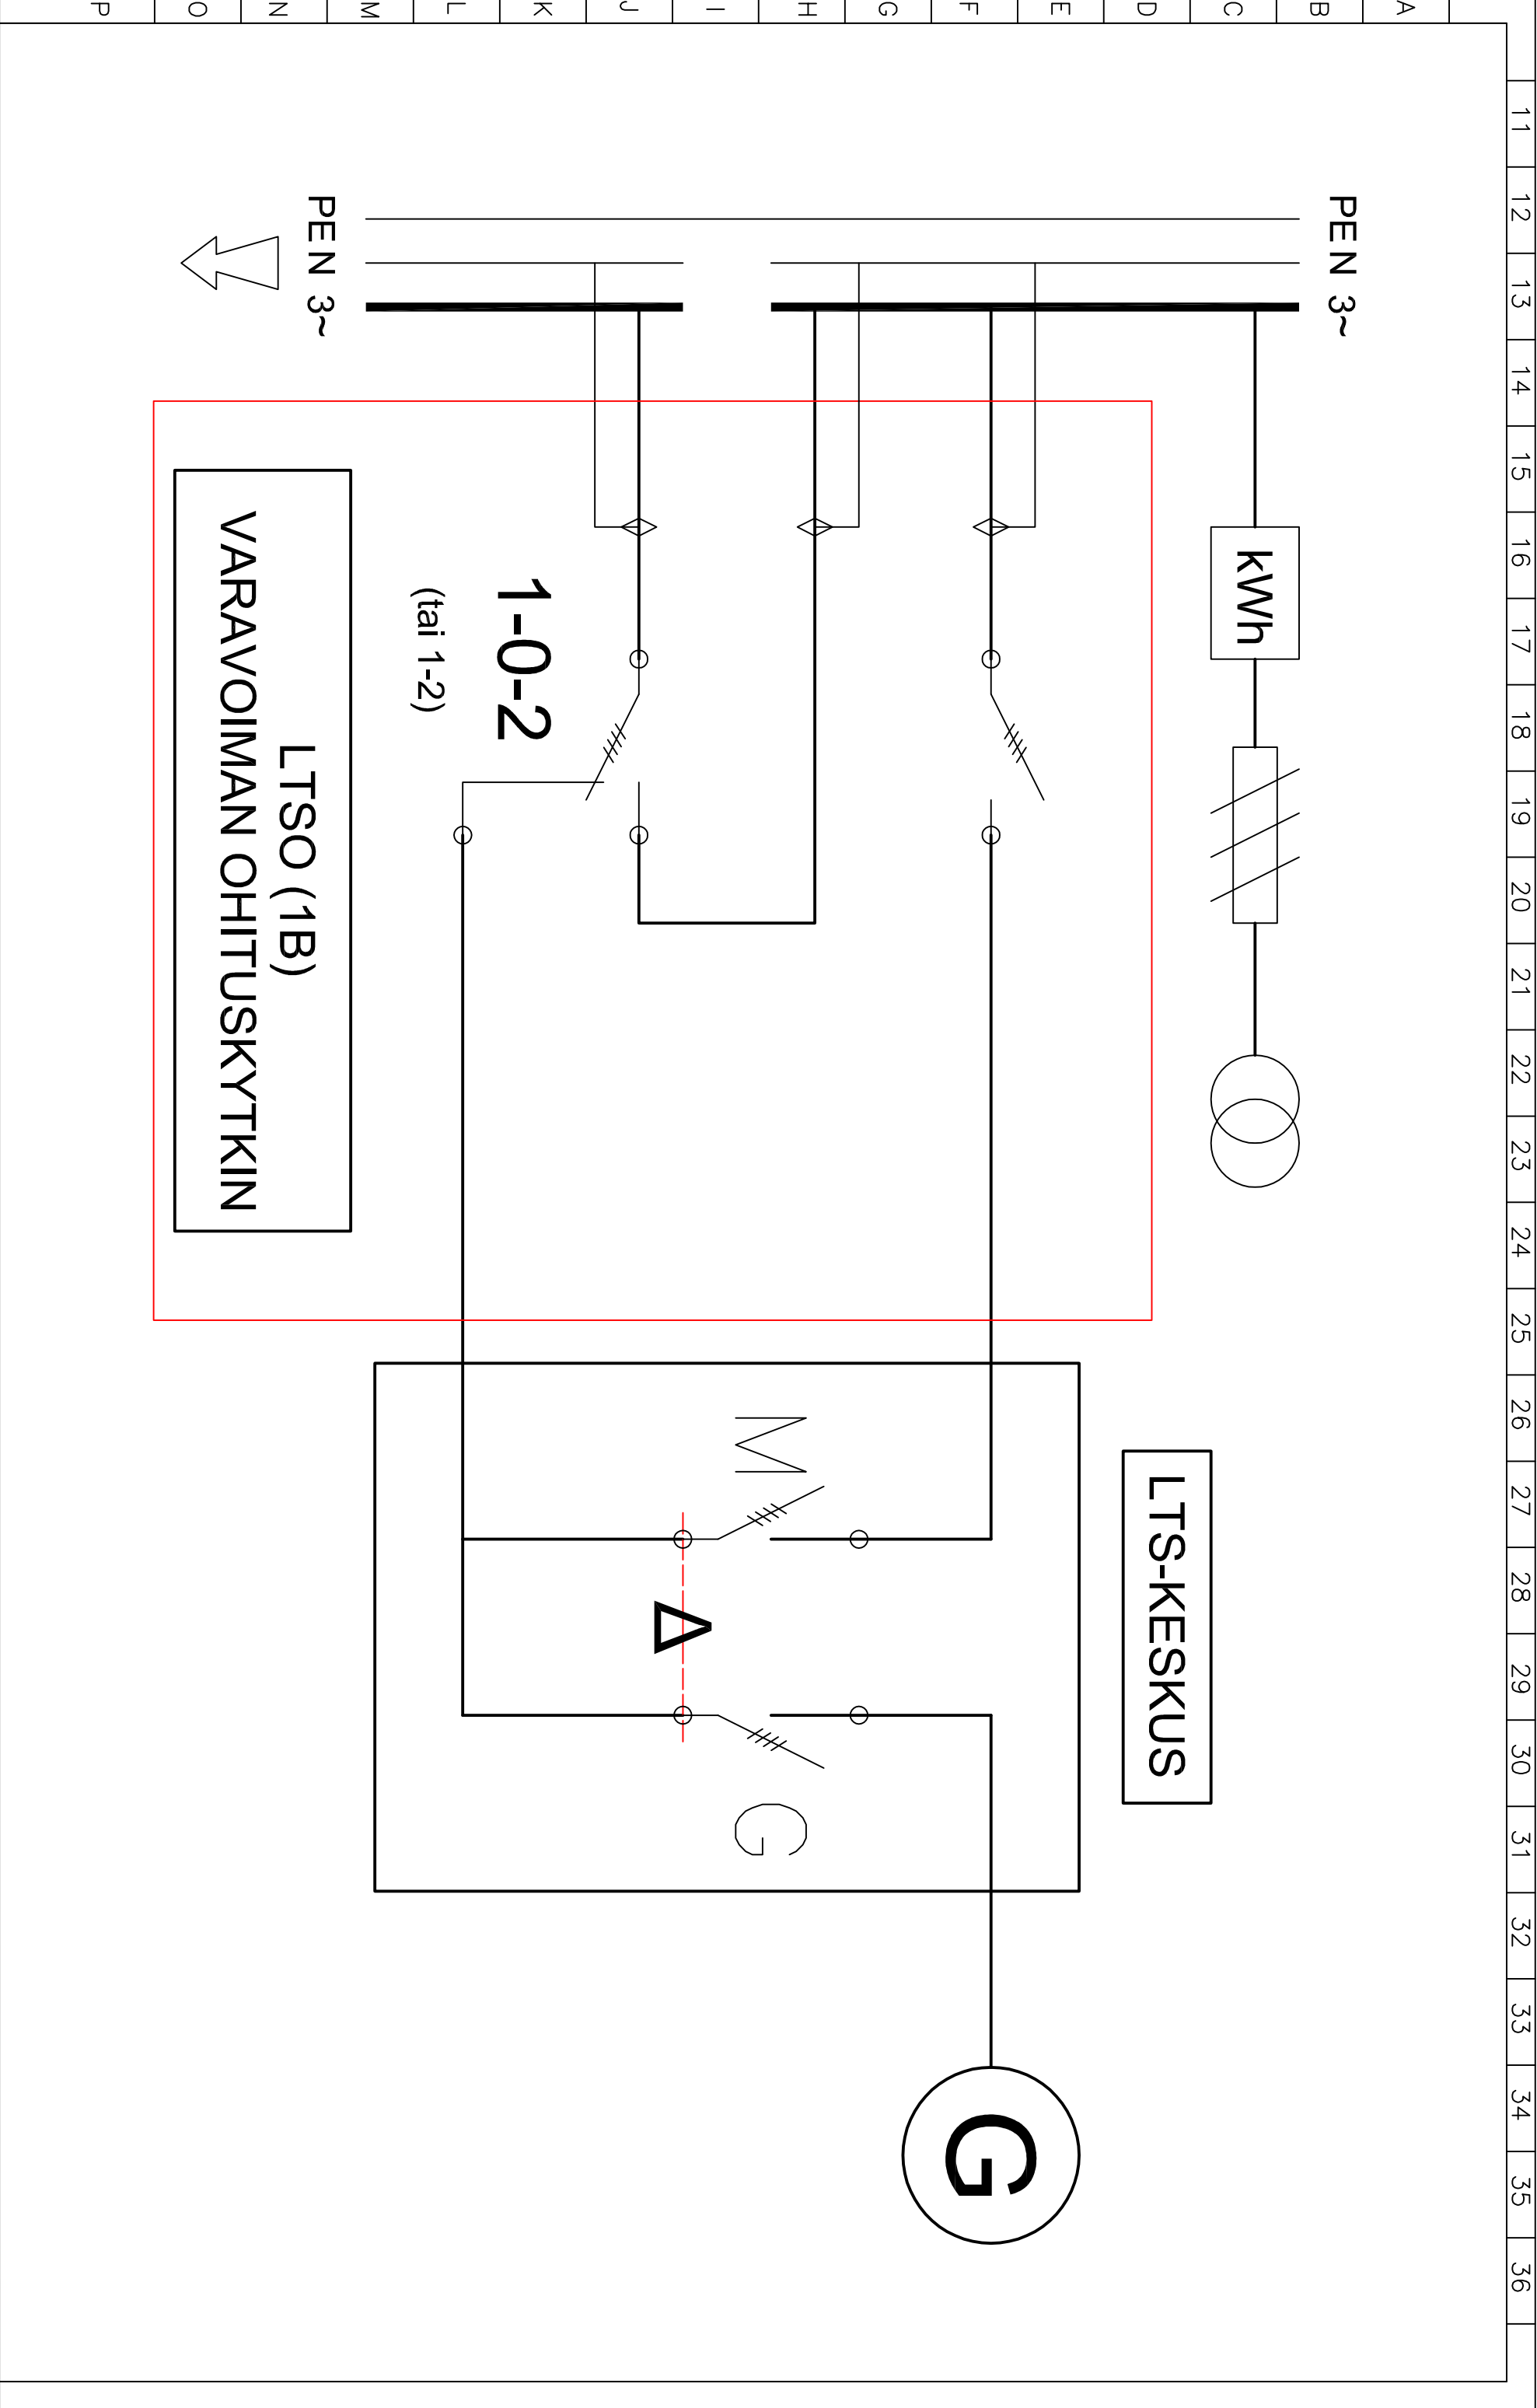 A
B
C
D
E
F
G
H
I
J
K
L
M
N
O
P
11
12
13
14
15
16
17
18
19
20
21
22
23
24
25
26
27
28
29
30
31
32
33
34
35
36
PE N 3~
kWh
LTS-KESKUS
M
Δ
G
G
1-0-2
(tai 1-2)
PE N 3~
LTSO (1B)
VARAVOIMAN OHITUSKYTKIN